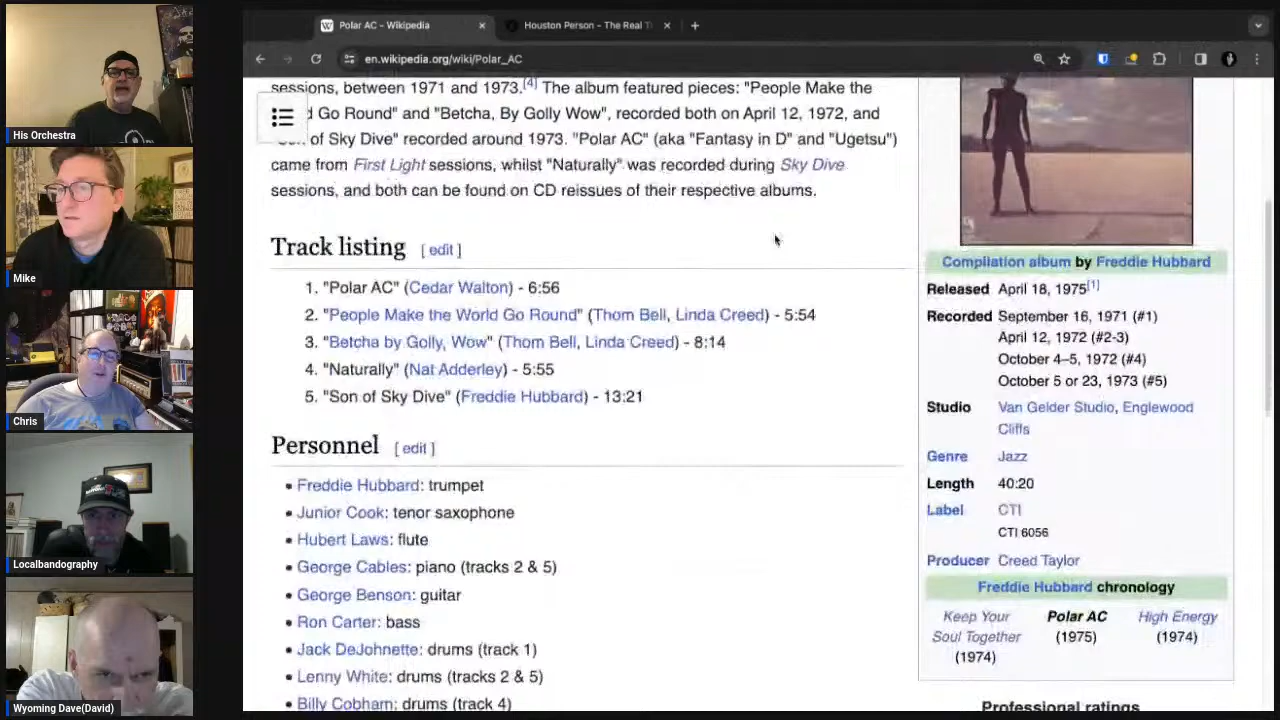 Polar AC – Wikipedia
Houston Person – The Real T
en.wikipedia.org/wiki/Polar_AC
sessions, between 1971 and 1973.[4] The album featured pieces: "People Make the
d Go Round" and "Betcha, By Golly Wow", recorded both on April 12, 1972, and
"Son of Sky Dive" recorded around 1973. "Polar AC" (aka "Fantasy in D" and "Ugetsu")
came from First Light sessions, whilst "Naturally" was recorded during Sky Dive
sessions, and both can be found on CD reissues of their respective albums.
Track listing [ edit ]
1. "Polar AC" (Cedar Walton) - 6:56
2. "People Make the World Go Round" (Thom Bell, Linda Creed) - 5:54
3. "Betcha by Golly, Wow" (Thom Bell, Linda Creed) - 8:14
4. "Naturally" (Nat Adderley) - 5:55
5. "Son of Sky Dive" (Freddie Hubbard) - 13:21
Personnel [ edit ]
Freddie Hubbard: trumpet
Junior Cook: tenor saxophone
Hubert Laws: flute
George Cables: piano (tracks 2 & 5)
George Benson: guitar
Ron Carter: bass
Jack DeJohnette: drums (track 1)
Lenny White: drums (tracks 2 & 5)
Billy Cobham: drums (track 4)
Compilation album by Freddie Hubbard
Released April 18, 1975[1]
Recorded September 16, 1971 (#1)
April 12, 1972 (#2-3)
October 4–5, 1972 (#4)
October 5 or 23, 1973 (#5)
Studio Van Gelder Studio, Englewood
Cliffs
Genre Jazz
Length 40:20
Label CTI
CTI 6056
Producer Creed Taylor
Freddie Hubbard chronology
Keep Your Soul Together (1974)
Polar AC (1975)
High Energy (1974)
Professional ratings
His Orchestra
Mike
Chris
Localbandography
Wyoming Dave(David)